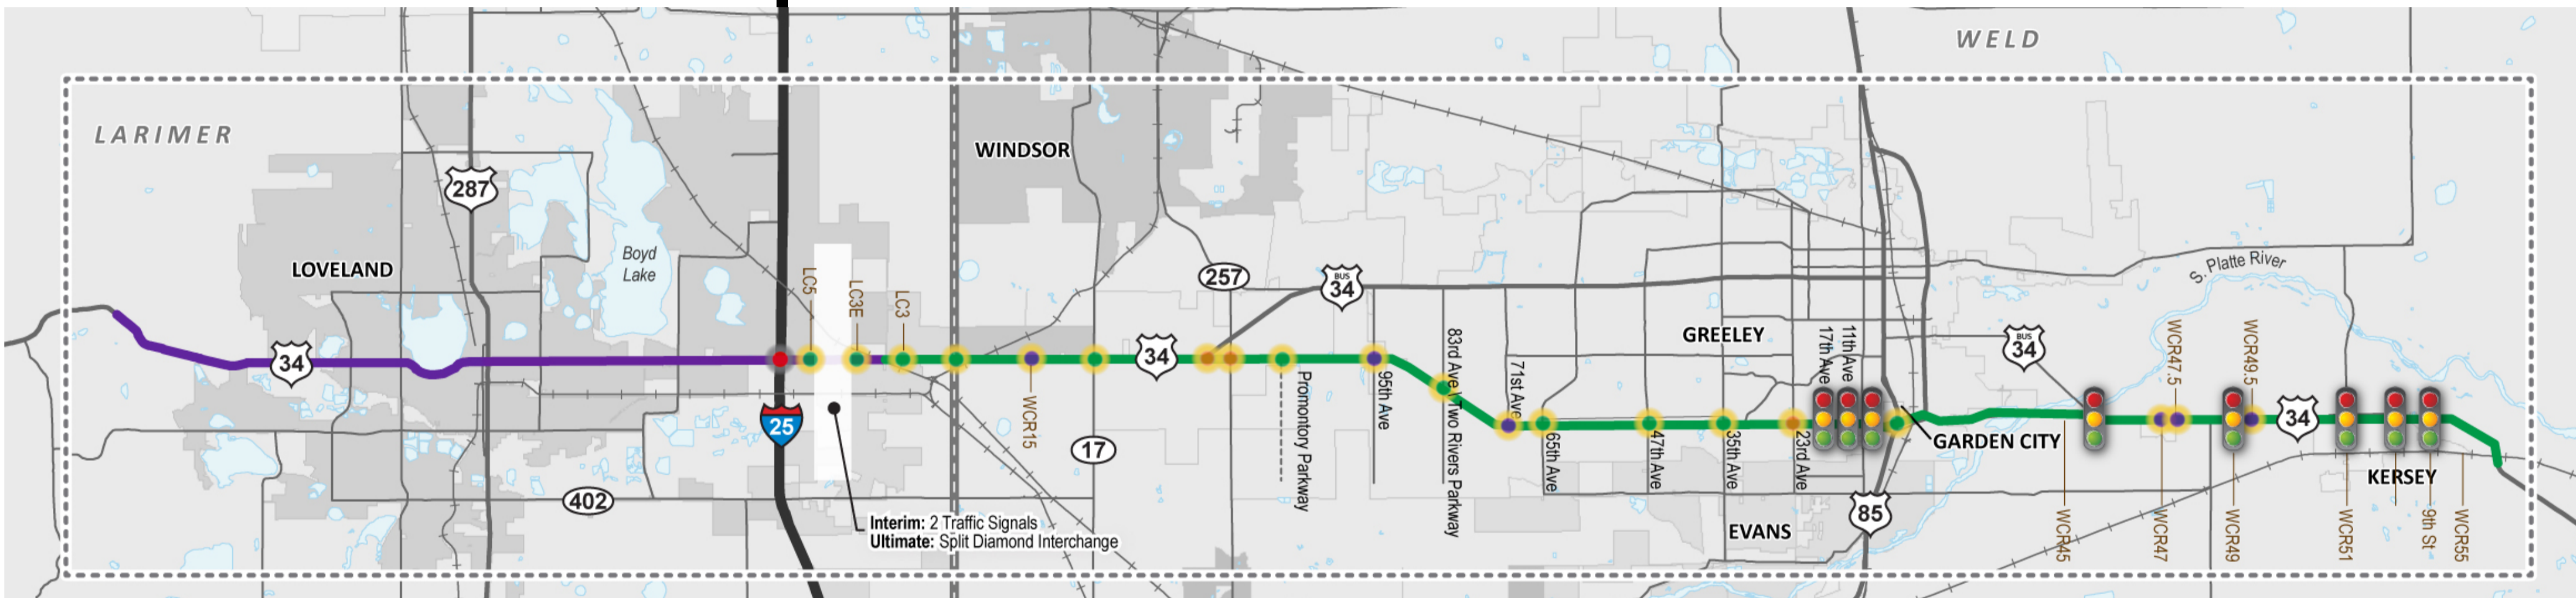 WELD
LARIMER
WINDSOR
287
Boyd
Lake
LOVELAND
257
BUS
34
S. Platte River
LC5
LC3E
LC3
GREELEY
17th Ave
11th Ave
BUS
34
WCR47.5
WCR49.5
34
34
83rd Ave \ Two Rivers Parkway
71st Ave
Promontory Parkway
95th Ave
WCR15
25
17
65th Ave
47th Ave
35th Ave
23rd Ave
GARDEN CITY
34
KERSEY
402
Interim: 2 Traffic Signals
Ultimate: Split Diamond Interchange
EVANS
85
WCR45
WCR47
WCR49
WCR51
9th St
WCR55